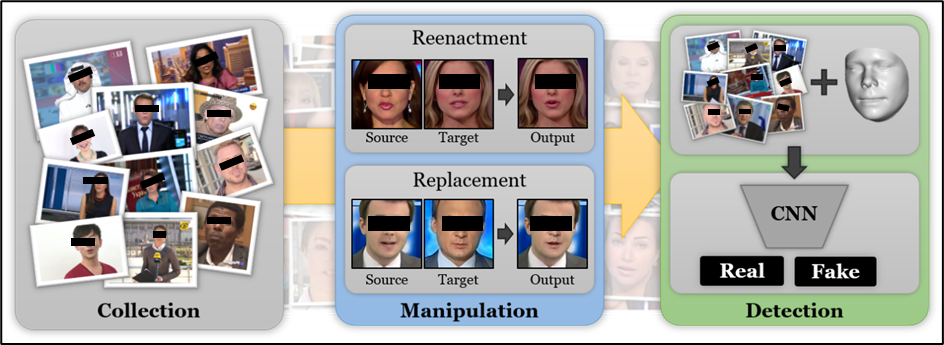 Reenactment
Source Target Output
Replacement
Source Target Output
CNN
Real Fake
Collection Manipulation Detection